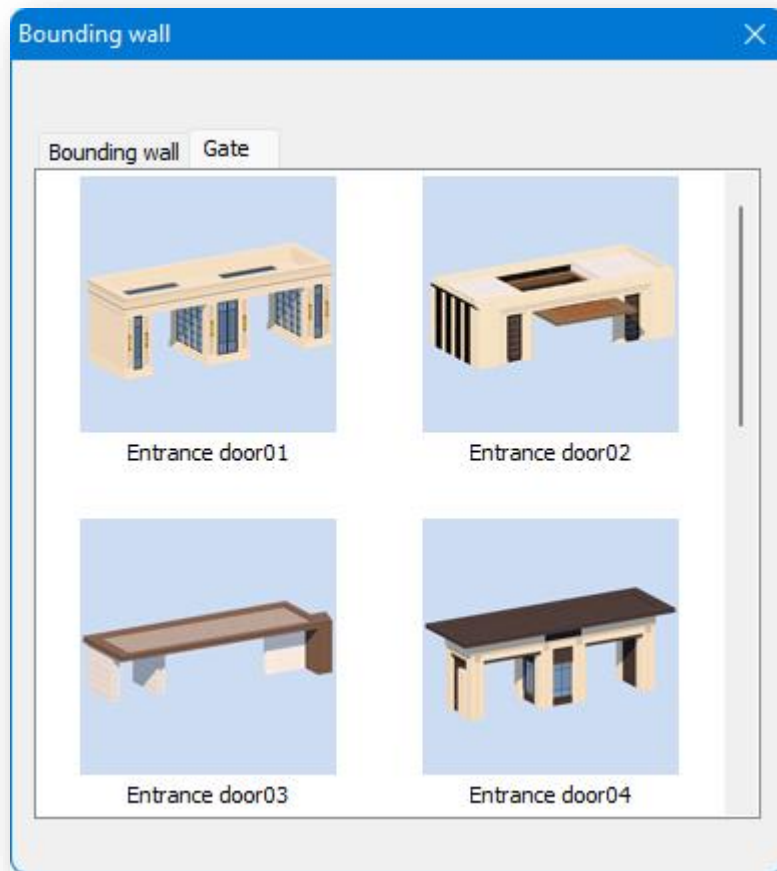 Bounding wall
Bounding wall Gate
Entrance door01 Entrance door02
Entrance door03 Entrance door04